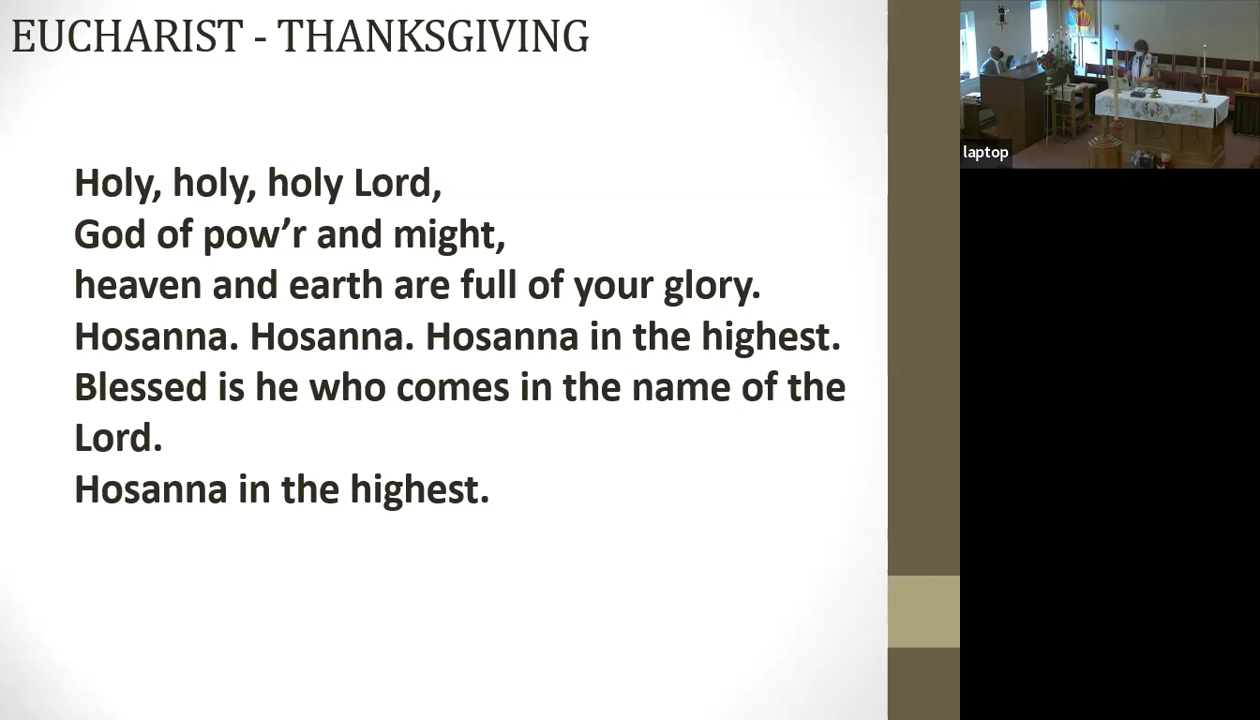 EUCHARIST - THANKSGIVING
Holy, holy, holy Lord,
God of pow’r and might,
heaven and earth are full of your glory.
Hosanna. Hosanna. Hosanna in the highest.
Blessed is he who comes in the name of the
Lord.
Hosanna in the highest.
laptop